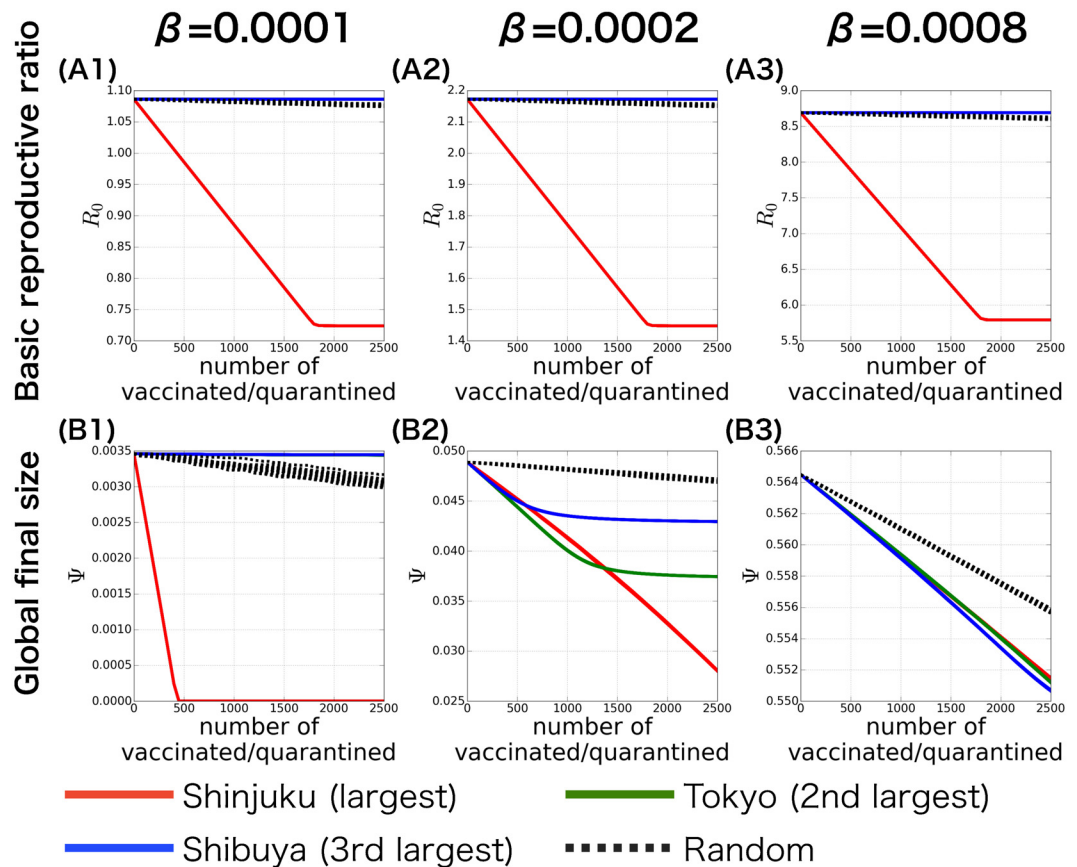 β=0.0001 β=0.0002 β=0.0008
Basic reproductive ratio
(A1) (A2) (A3)
1.10
1.05
1.00
0.95
0.90
0.85
0.80
0.75
0.70
R₀
0 500 1000 1500 2000 2500
number of
vaccinated/quarantined
2.2
2.1
2.0
1.9
1.8
1.7
1.6
1.5
1.4
R₀
0 500 1000 1500 2000 2500
number of
vaccinated/quarantined
9.0
8.5
8.0
7.5
7.0
6.5
6.0
5.5
R₀
0 500 1000 1500 2000 2500
number of
vaccinated/quarantined
Global final size
(B1) (B2) (B3)
0.0035
0.0030
0.0025
0.0020
0.0015
0.0010
0.0005
0.0000
Ψ
0 500 1000 1500 2000 2500
number of
vaccinated/quarantined
0.050
0.045
0.040
0.035
0.030
0.025
Ψ
0 500 1000 1500 2000 2500
number of
vaccinated/quarantined
0.566
0.564
0.562
0.560
0.558
0.556
0.554
0.552
0.550
Ψ
0 500 1000 1500 2000 2500
number of
vaccinated/quarantined
Shinjuku (largest) Tokyo (2nd largest)
Shibuya (3rd largest) Random